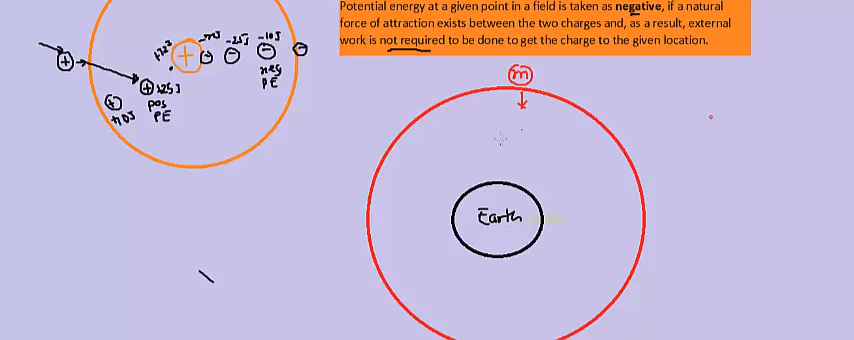 Potential energy at a given point in a field is taken as negative, if a natural
force of attraction exists between the two charges and, as a result, external
work is not required to be done to get the charge to the given location.
-25J
-10J
neg
PE
+25J
pos
PE
+10J
m
Earth